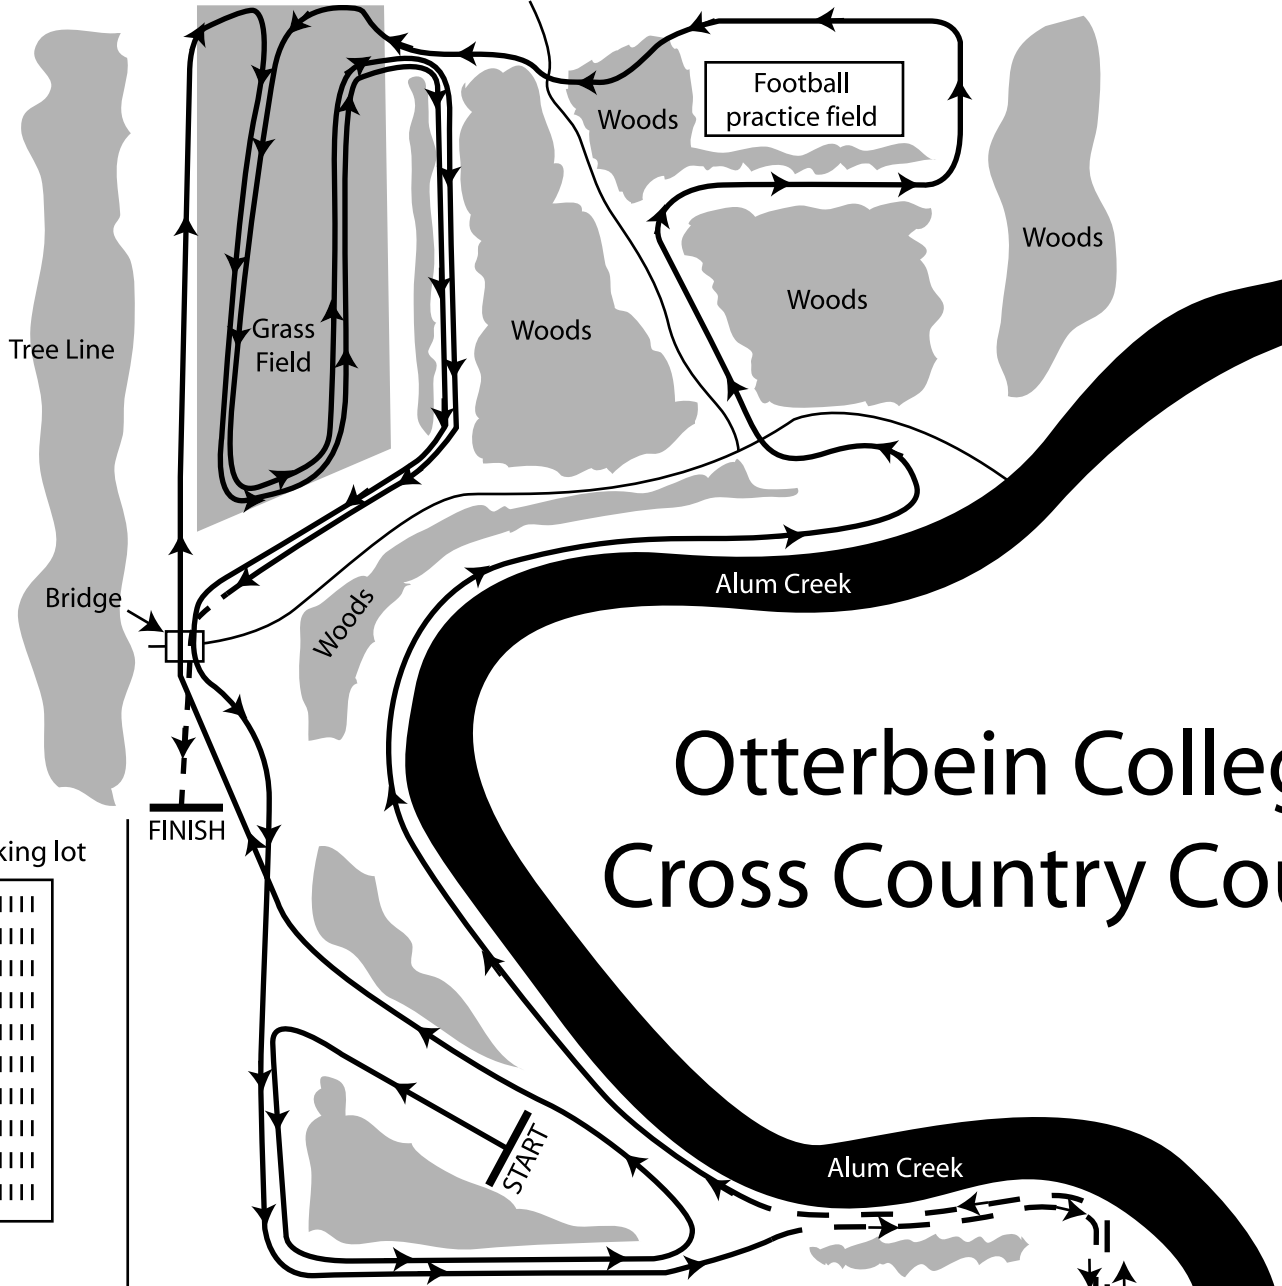 Football
practice field
Woods
Woods
Woods
Woods
Tree Line
Grass
Field
Bridge
Woods
Alum Creek
Otterbein Colleg
Cross Country Cou
FINISH
king lot
START
Alum Creek